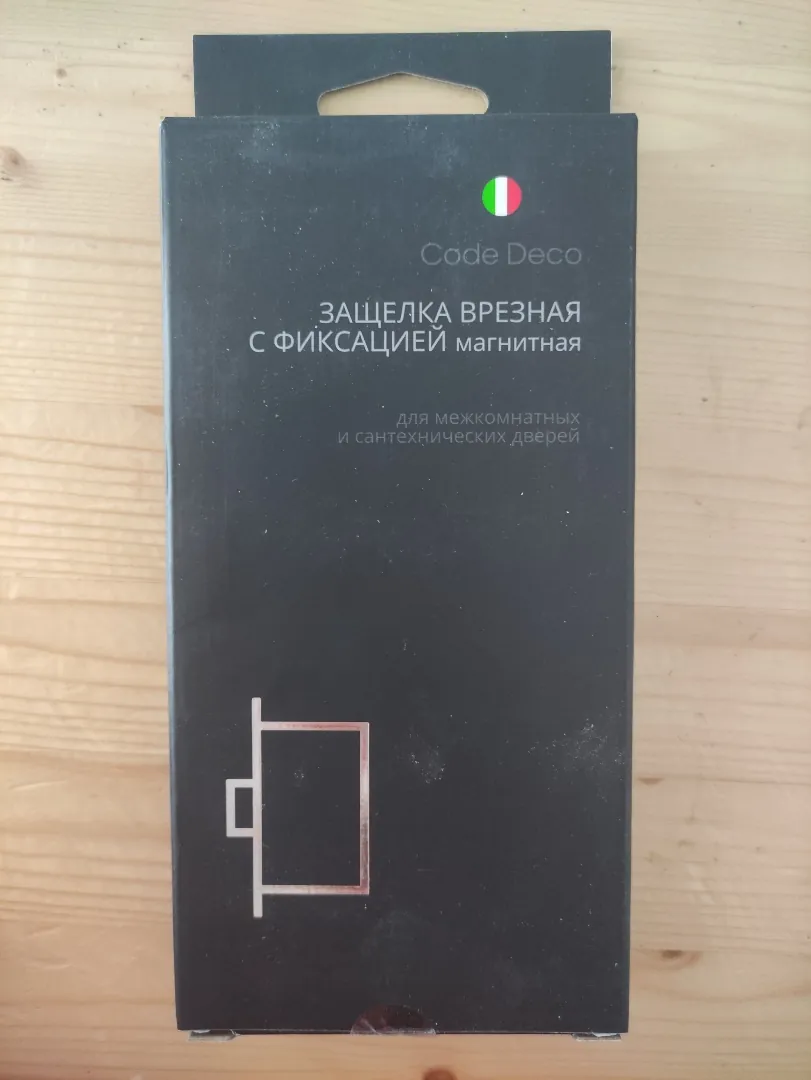 Code Deco
ЗАЩЕЛКА ВРЕЗНАЯ
С ФИКСАЦИЕЙ магнитная
для межкомнатных
и сантехнических дверей